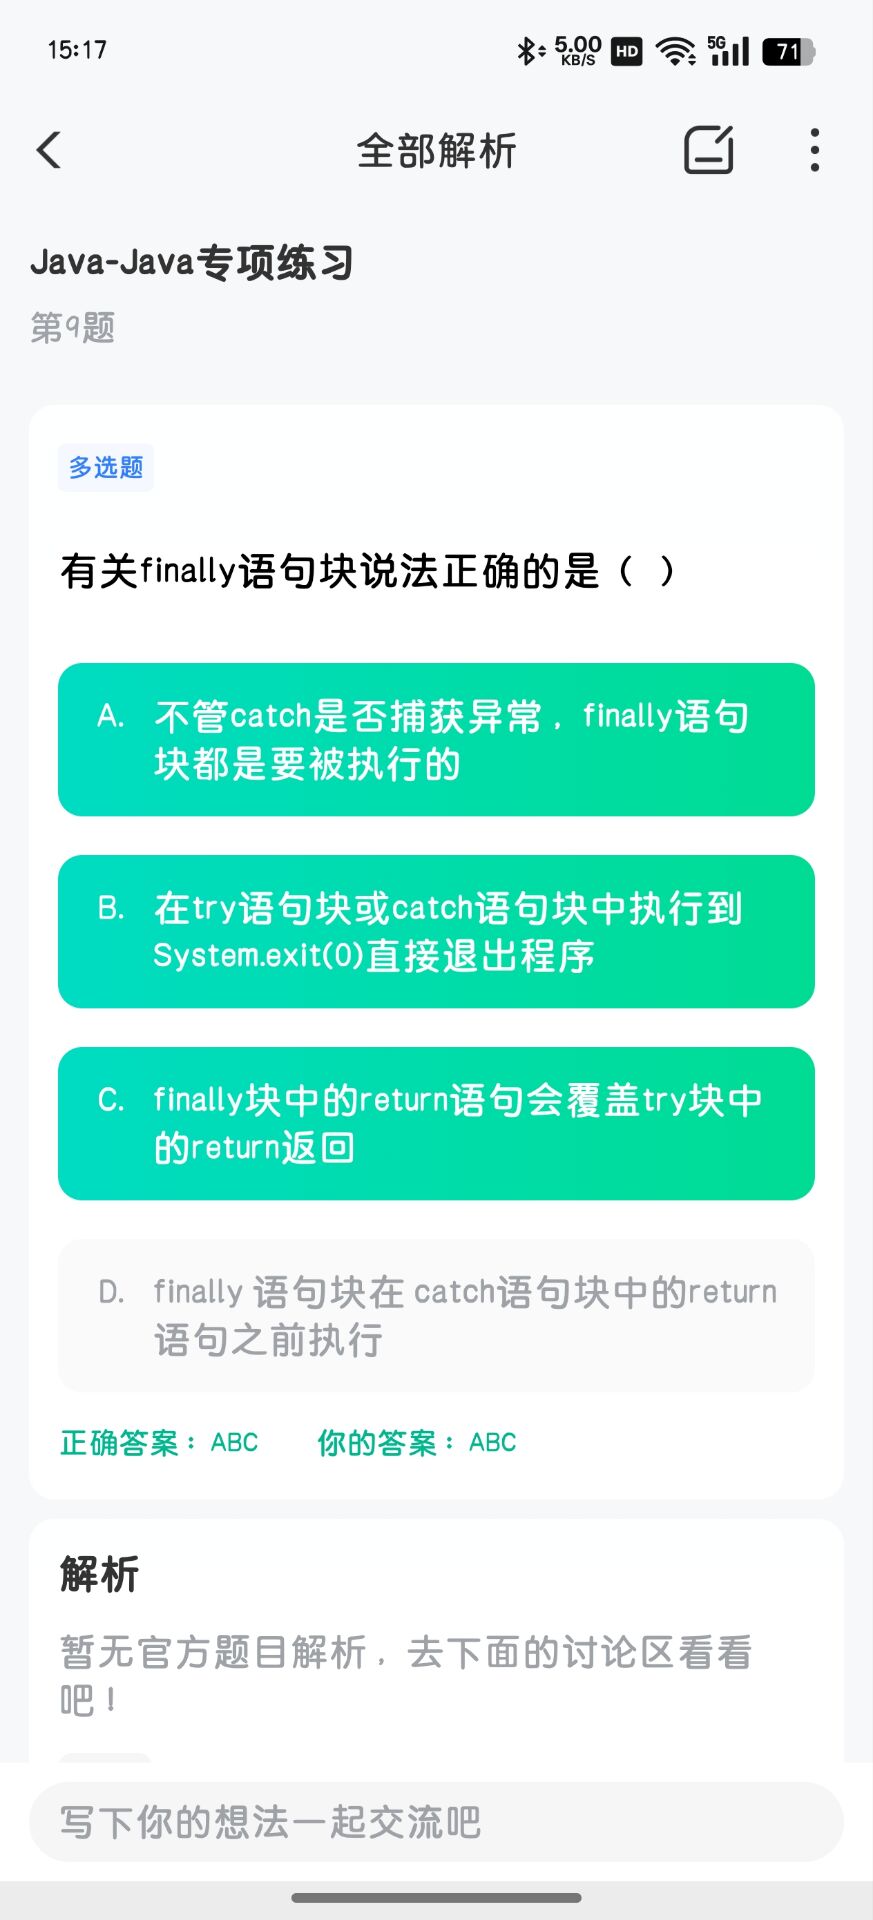 15:17
5.00
KB/S
HD
5G
71
全部解析
Java-Java专项练习
第9题
多选题
有关finally语句块说法正确的是（ ）
A. 不管catch是否捕获异常，finally语句
块都是要被执行的
B. 在try语句块或catch语句块中执行到
System.exit(0)直接退出程序
C. finally块中的return语句会覆盖try块中
的return返回
D. finally 语句块在 catch语句块中的return
语句之前执行
正确答案：ABC 你的答案：ABC
解析
暂无官方题目解析，去下面的讨论区看看
吧！
写下你的想法一起交流吧